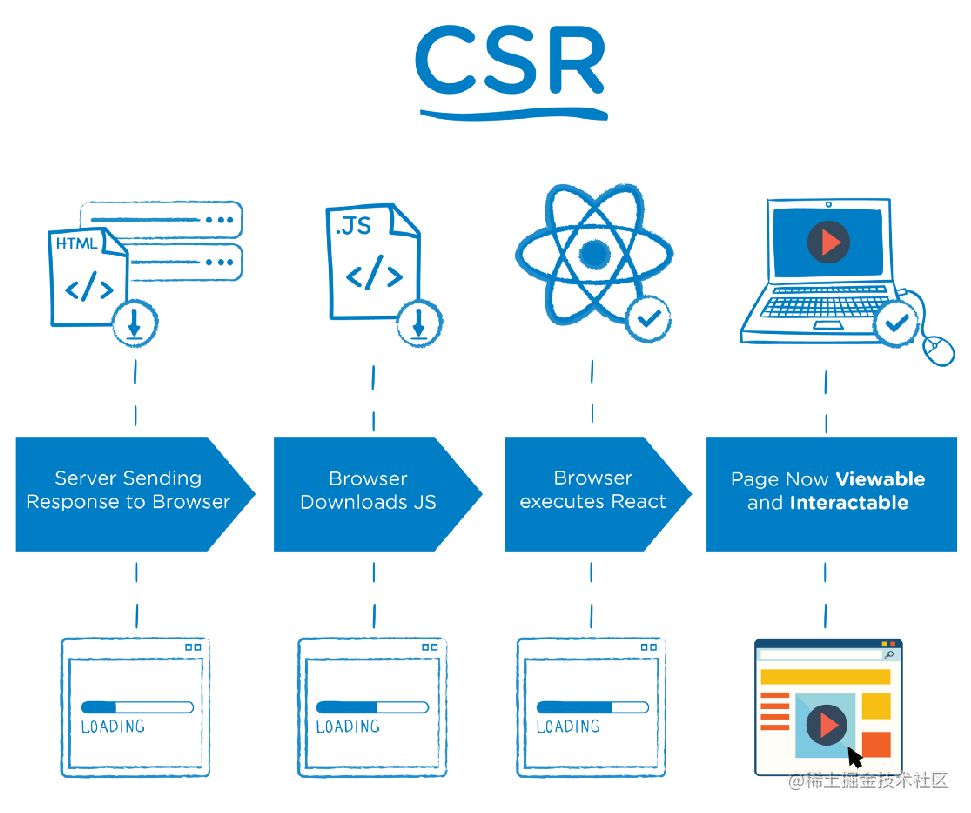 CSR
HTML
</>
.JS
</>
Server Sending
Response to Browser
Browser
Downloads JS
Browser
executes React
Page Now Viewable
and Interactable
LOADING
LOADING
LOADING
@稀土掘金技术社区